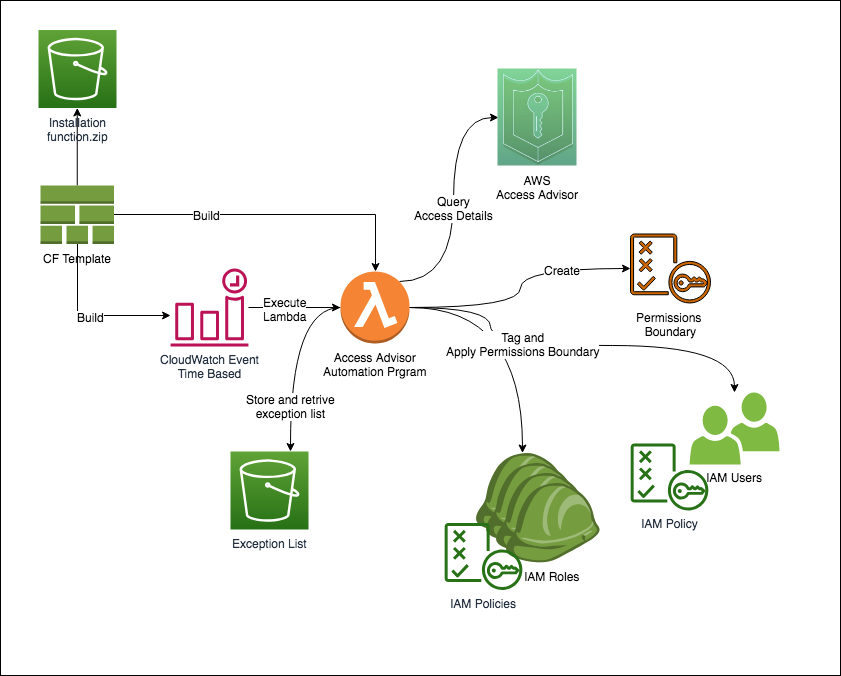 Installation
function.zip
CF Template
Build
Build
CloudWatch Event
Time Based
Execute
Lambda
Access Advisor
Automation Prgram
Store and retrive
exception list
Exception List
Query
Access Details
AWS
Access Advisor
Create
Permissions
Boundary
Tag and
Apply Permissions Boundary
IAM Users
IAM Policy
IAM Roles
IAM Policies